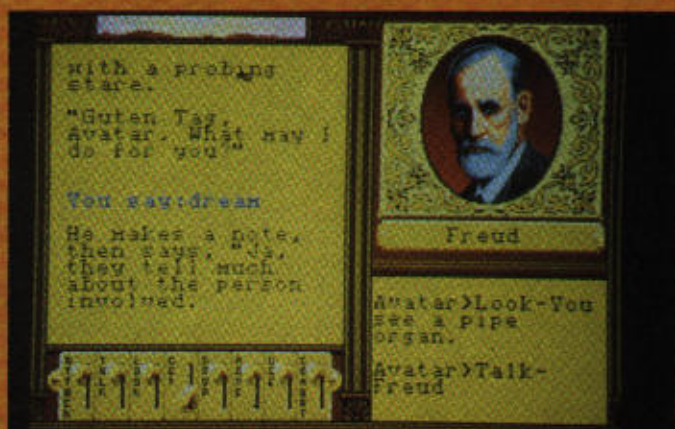 with a probing
stare.
"Guten Tag,
Avatar. What may I
do for you?"
You say:dream
He makes a note,
then says, "Ja,
they tell much
about the person
involved.
Freud
Avatar>Look-You
see a pipe
organ.
Avatar>Talk-
Freud